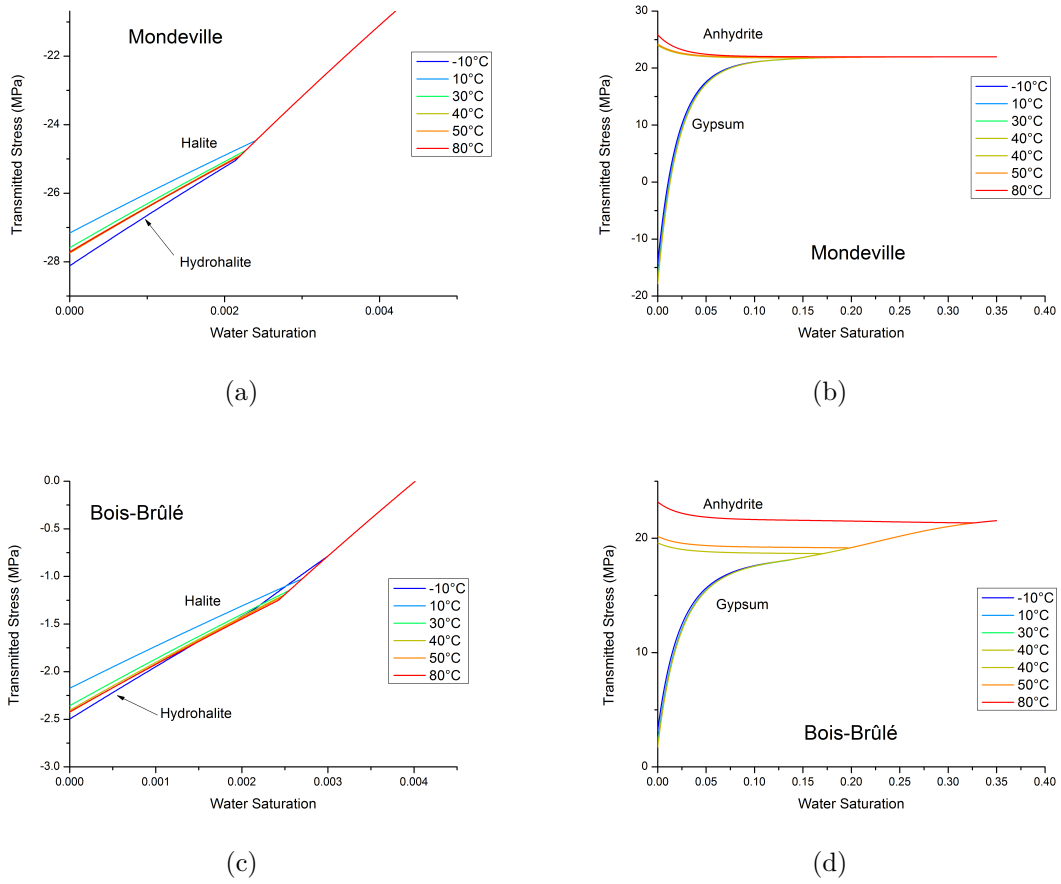 Mondeville
Halite
Hydrohalite
-10°C
10°C
30°C
40°C
50°C
80°C
-22
-24
-26
-28
0.000
0.002
0.004
Transmitted Stress (MPa)
Water Saturation
(a)
Anhydrite
Gypsum
Mondeville
-10°C
10°C
30°C
40°C
40°C
50°C
80°C
30
20
10
0
-10
-20
0.00
0.05
0.10
0.15
0.20
0.25
0.30
0.35
0.40
Transmitted Stress (MPa)
Water Saturation
(b)
Bois-Brûlé
Halite
Hydrohalite
-10°C
10°C
30°C
40°C
50°C
80°C
0.0
-0.5
-1.0
-1.5
-2.0
-2.5
-3.0
0.000
0.001
0.002
0.003
0.004
Transmitted Stress (MPa)
Water Saturation
(c)
Anhydrite
Gypsum
Bois-Brûlé
-10°C
10°C
30°C
40°C
40°C
50°C
80°C
20
10
0
0.00
0.05
0.10
0.15
0.20
0.25
0.30
0.35
0.40
Transmitted Stress (MPa)
Water Saturation
(d)